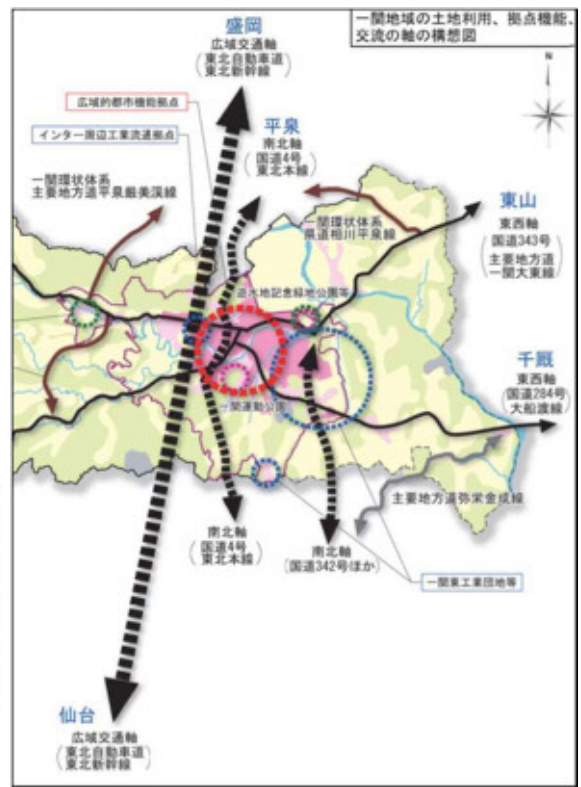 一関地域の土地利用、拠点機能、
交流の軸の構想図
N
盛岡
広域交通軸
(東北自動車道
東北新幹線)
広域的都市機能拠点
インター周辺工業流通拠点
平泉
南北軸
(国道4号
東北本線)
一関環状体系
主要地方道平泉厳美渓線
一関環状体系
県道相川平泉線
東山
東西軸
(国道343号
主要地方道
一関大東線)
遊水地記念緑地公園等
千厩
東西軸
(国道284号
大船渡線)
一関運動公園
主要地方道弥栄金成線
南北軸
(国道4号
東北本線)
南北軸
(国道342号ほか)
一関東工業団地等
仙台
広域交通軸
(東北自動車道
東北新幹線)